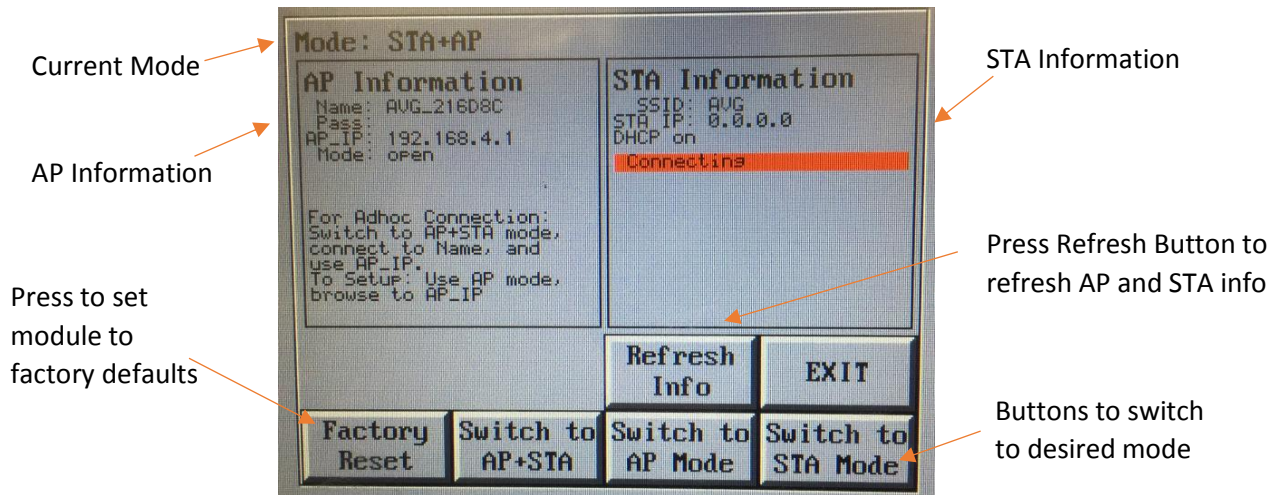 Current Mode
AP Information
Press to set
module to
factory defaults
Mode: STA+AP
AP Information
Name: AVG_216D8C
Pass:
AP_IP: 192.168.4.1
Mode: open
For Adhoc Connection:
Switch to AP+STA mode,
connect to Name, and
use AP_IP.
To Setup: Use AP mode,
browse to AP_IP
STA Information
SSID: AVG
STA IP: 0.0.0.0
DHCP on
Connecting
Refresh
Info
EXIT
Factory
Reset
Switch to
AP+STA
Switch to
AP Mode
Switch to
STA Mode
STA Information
Press Refresh Button to
refresh AP and STA info
Buttons to switch
to desired mode